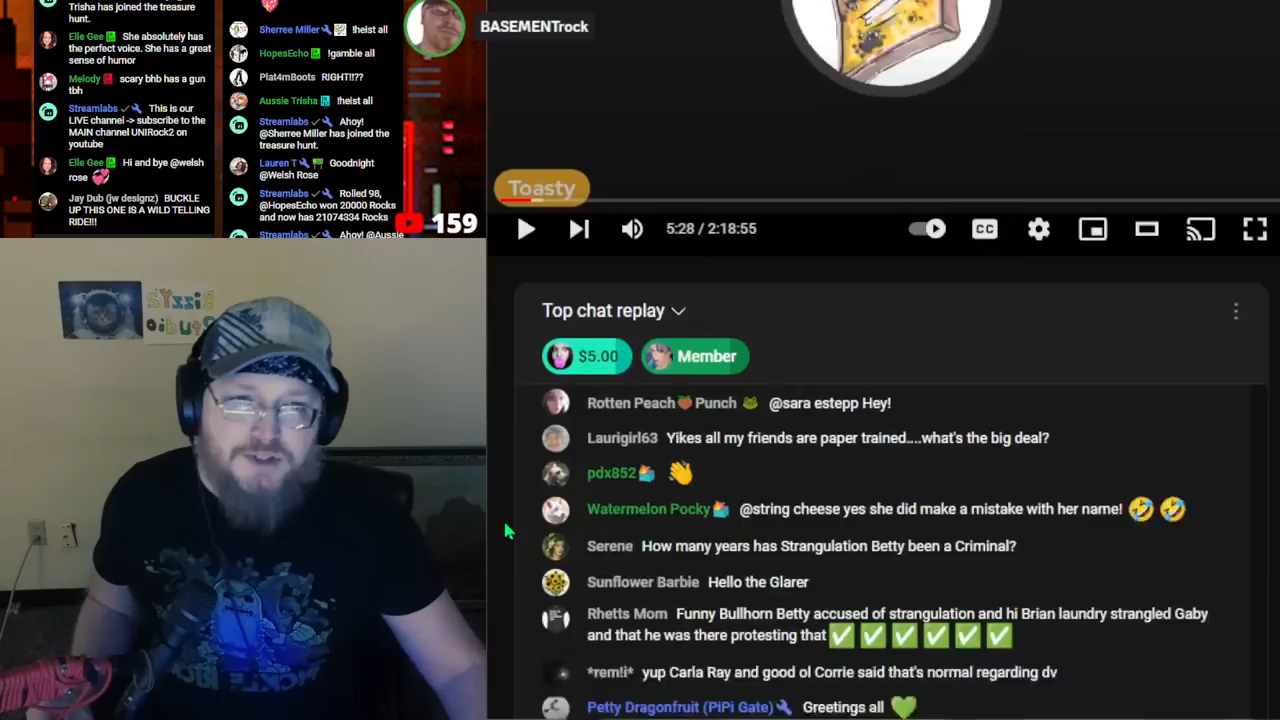 Trisha has joined the treasure
hunt.
Elle Gee She absolutely has
the perfect voice. She has a great
sense of humor
Melody scary bhb has a gun
tbh
Streamlabs This is our
LIVE channel -> subscribe to the
MAIN channel UNIRock2 on
youtube
Elle Gee Hi and bye @welsh
rose
Jay Dub (jw designz) BUCKLE
UP THIS ONE IS A WILD TELLING
RIDE!!!
Sherree Miller !heist all
HopesEcho !gamble all
Plat4mBoots RIGHT!!??
Aussie Trisha !heist all
Streamlabs Ahoy!
@Sherree Miller has joined the
treasure hunt.
Lauren T Goodnight
@Welsh Rose
Streamlabs Rolled 98,
@HopesEcho won 20000 Rocks
and now has 21074334 Rocks
Streamlabs Ahoy! @Aussie
159
BASEMENTrock
Toasty
5:28 / 2:18:55
CC
Top chat replay
$5.00
Member
Rotten Peach Punch @sara estepp Hey!
Laurigirl63 Yikes all my friends are paper trained....what's the big deal?
pdx852
Watermelon Pocky @string cheese yes she did make a mistake with her name!
Serene How many years has Strangulation Betty been a Criminal?
Sunflower Barbie Hello the Glarer
Rhetts Mom Funny Bullhorn Betty accused of strangulation and hi Brian laundry strangled Gaby
and that he was there protesting that
*rem!i* yup Carla Ray and good ol Corrie said that's normal regarding dv
Petty Dragonfruit (PiPi Gate) Greetings all